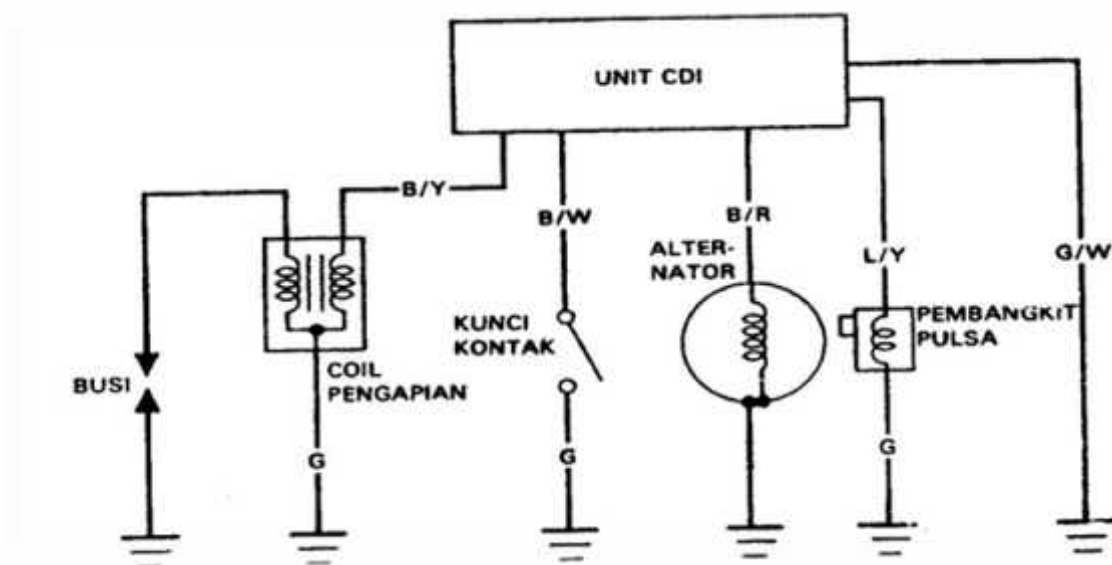 UNIT CDI
B/Y
B/W
B/R
L/Y
G/W
ALTER-
NATOR
KUNCI
KONTAK
PEMBANGKIT
PULSA
BUSI
COIL
PENGAPIAN
G
G
G